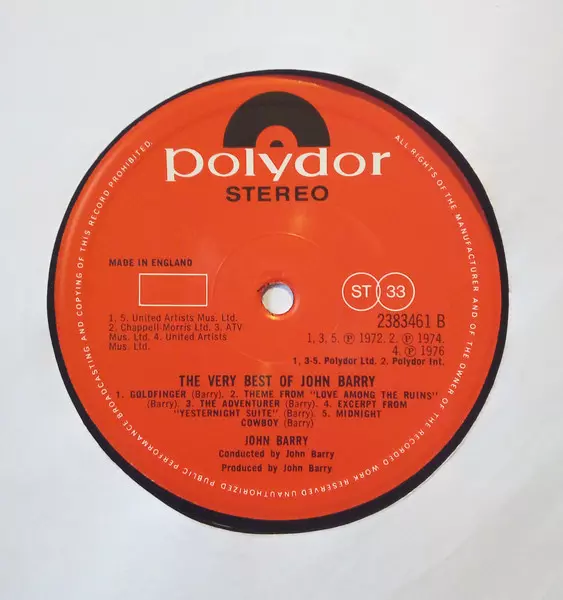 polydor
STEREO
MADE IN ENGLAND
ST 33
1, 5. United Artists Mus. Ltd.
2. Chappell-Morris Ltd. 3. ATV
Mus. Ltd. 4. United Artists
Mus. Ltd.
2383461 B
1, 3, 5. ℗ 1972. 2. ℗ 1974.
4. ℗ 1976
1, 3-5. Polydor Ltd. 2. Polydor Int.
THE VERY BEST OF JOHN BARRY
1. GOLDFINGER (Barry). 2. THEME FROM "LOVE AMONG THE RUINS"
(Barry). 3. THE ADVENTURER (Barry). 4. EXCERPT FROM
"YESTERNIGHT SUITE" (Barry). 5. MIDNIGHT
COWBOY (Barry)
JOHN BARRY
Conducted by John Barry
Produced by John Barry
ALL RIGHTS OF THE MANUFACTURER AND OF THE OWNER OF THE RECORDED WORK RESERVED UNAUTHORIZED PUBLIC PERFORMANCE BROADCASTING AND COPYING OF THIS RECORD PROHIBITED.